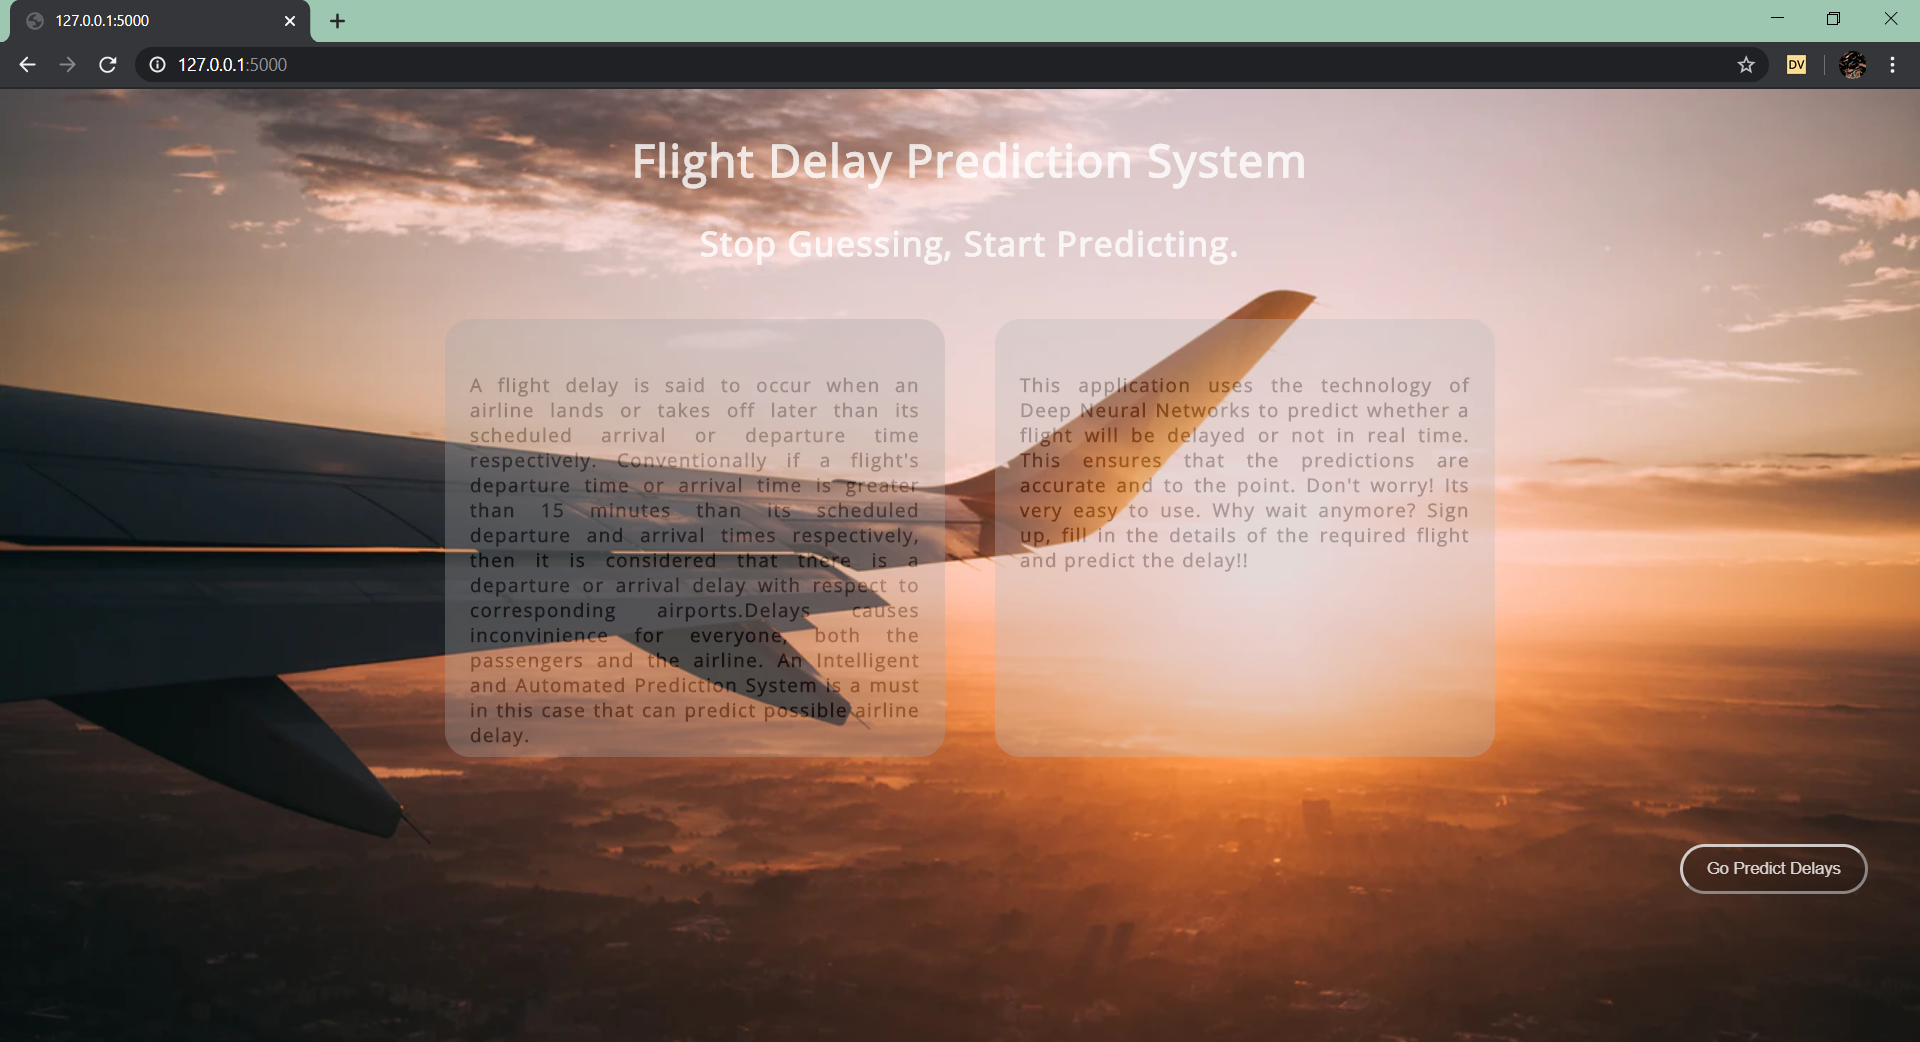 127.0.0.1:5000
127.0.0.1:5000
DV
Flight Delay Prediction System
Stop Guessing, Start Predicting.
A flight delay is said to occur when an
airline lands or takes off later than its
scheduled arrival or departure time
respectively. Conventionally if a flight's
departure time or arrival time is greater
than 15 minutes than its scheduled
departure and arrival times respectively,
then it is considered that there is a
departure or arrival delay with respect to
corresponding airports.Delays causes
inconvinience for everyone, both the
passengers and the airline. An Intelligent
and Automated Prediction System is a must
in this case that can predict possible airline
delay.
This application uses the technology of
Deep Neural Networks to predict whether a
flight will be delayed or not in real time.
This ensures that the predictions are
accurate and to the point. Don't worry! Its
very easy to use. Why wait anymore? Sign
up, fill in the details of the required flight
and predict the delay!!
Go Predict Delays